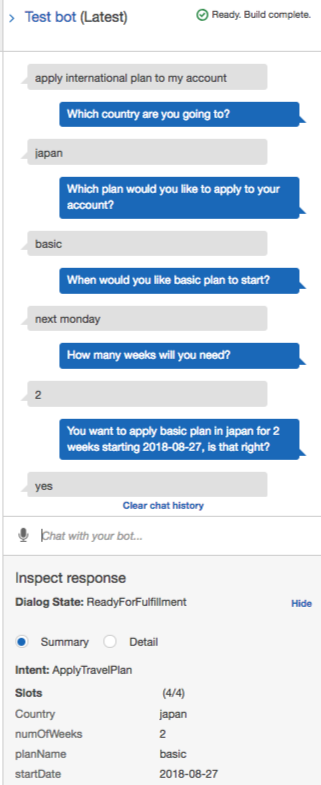 > Test bot (Latest)
Ready. Build complete.
apply international plan to my account
Which country are you going to?
japan
Which plan would you like to apply to your
account?
basic
When would you like basic plan to start?
next monday
How many weeks will you need?
2
You want to apply basic plan in japan for 2
weeks starting 2018-08-27, is that right?
yes
Clear chat history
Chat with your bot...
Inspect response
Dialog State: ReadyForFulfillment
Hide
Summary Detail
Intent: ApplyTravelPlan
Slots (4/4)
Country japan
numOfWeeks 2
planName basic
startDate 2018-08-27